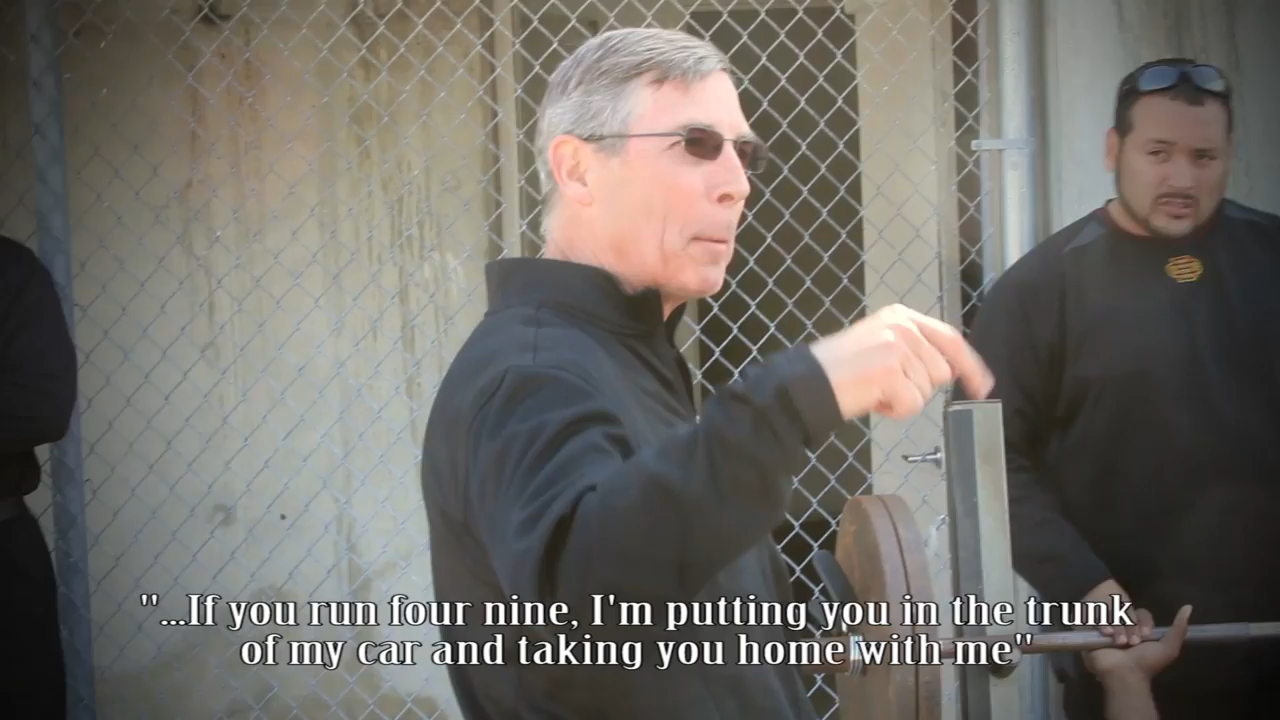 "...If you run four nine, I'm putting you in the trunk
of my car and taking you home with me"